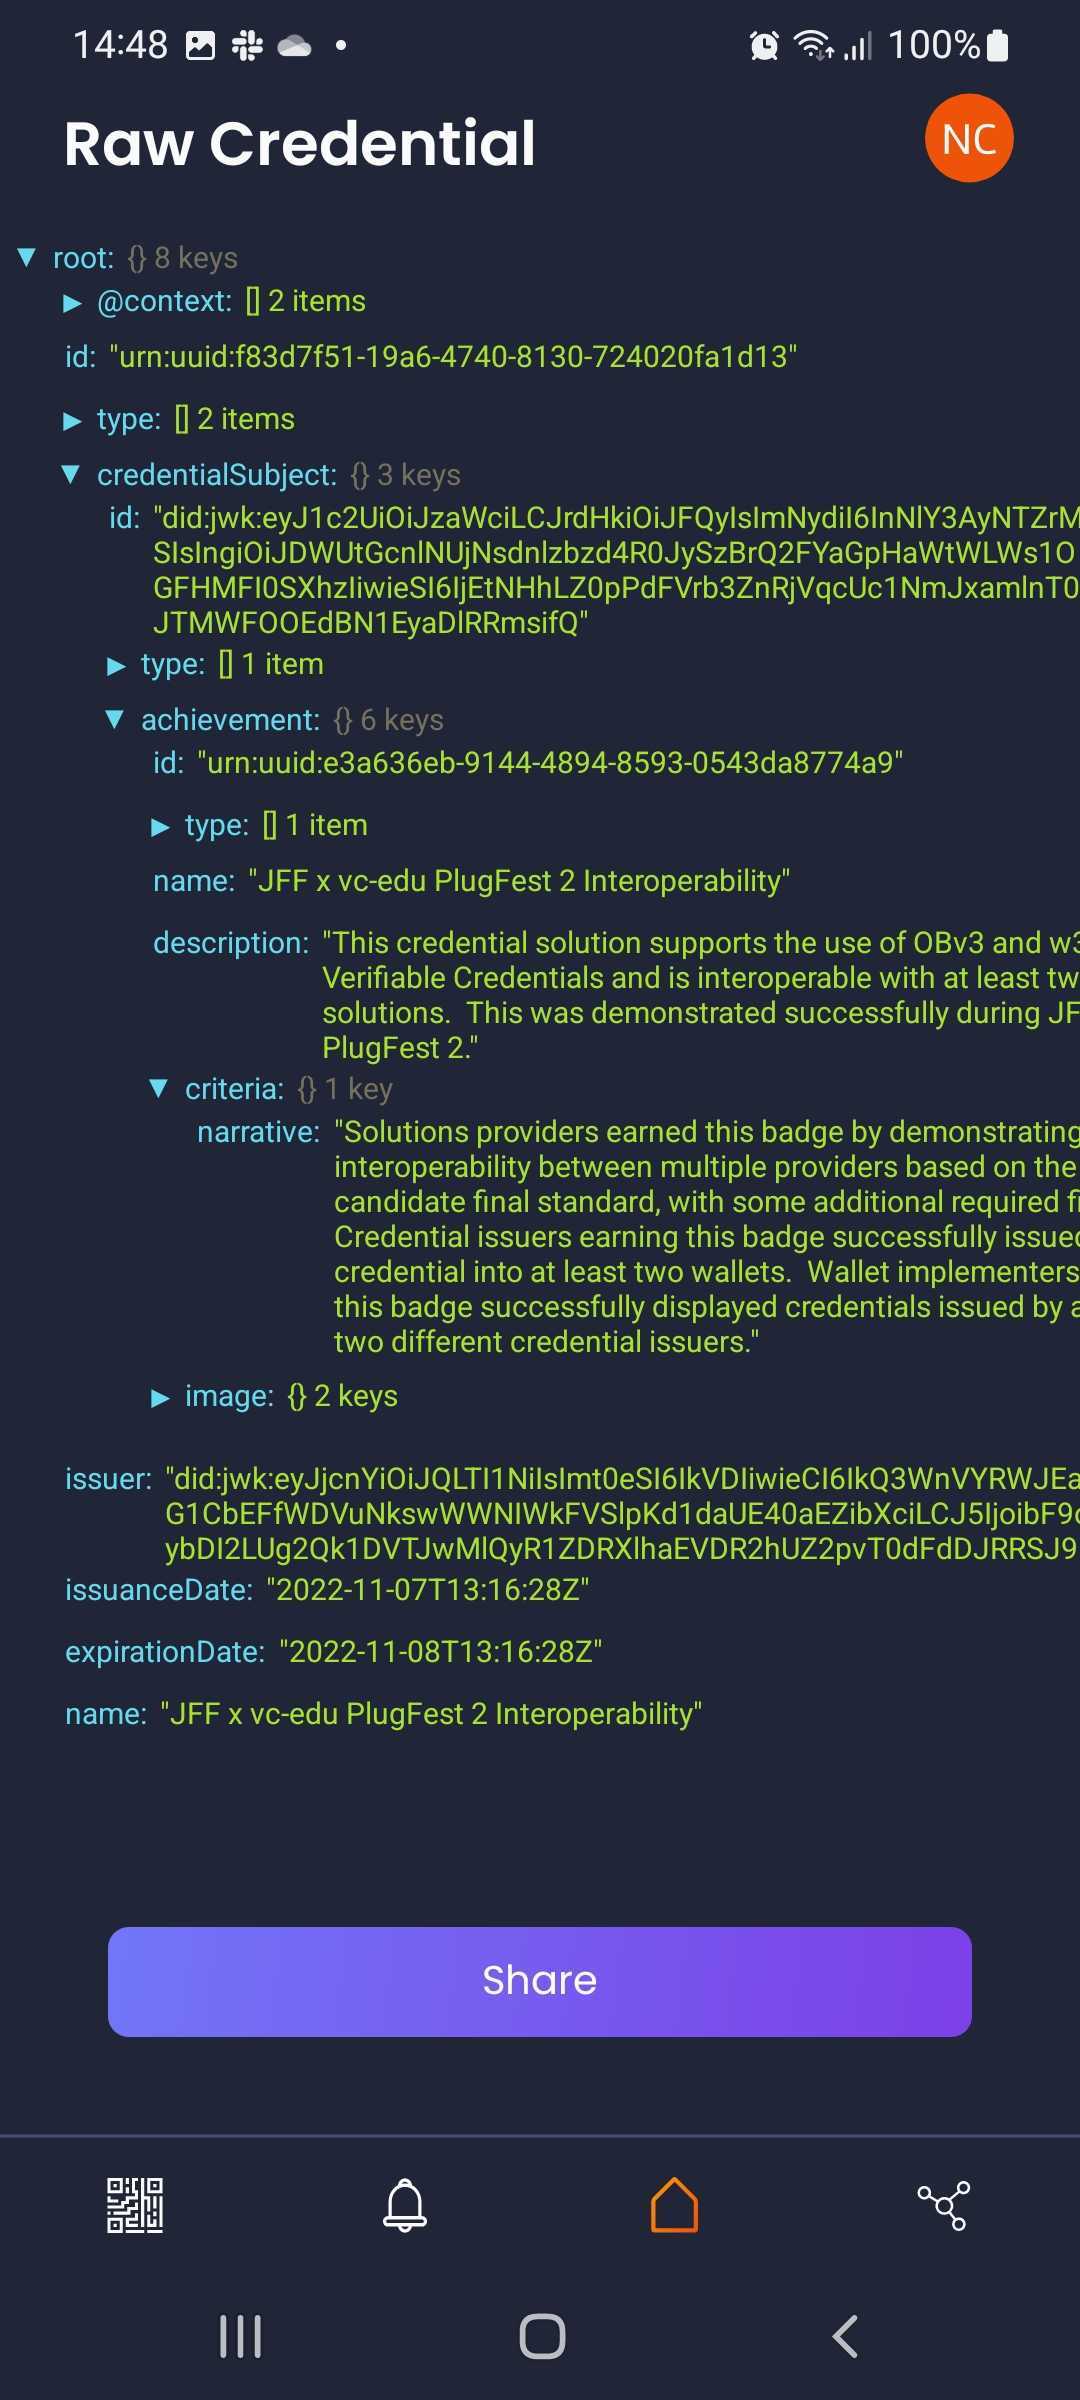 14:48 100%
Raw Credential NC
▼ root: {} 8 keys
▶ @context: [] 2 items
id: "urn:uuid:f83d7f51-19a6-4740-8130-724020fa1d13"
▶ type: [] 2 items
▼ credentialSubject: {} 3 keys
id: "did:jwk:eyJ1c2UiOiJzaWciLCJrdHkiOiJFQyIsImNydiI6InNlY3AyNTZrM
SIsIngiOiJDWUtGcnlNUjNsdnlzbzd4R0JySzBrQ2FYaGpHaWtWLWs1O
GFHMFI0SXhzIiwieSI6IjEtNHhLZ0pPdFVrb3ZnRjVqcUc1NmJxamlnT0
JTMWFOOEdBN1EyaDlRRmsifQ"
▶ type: [] 1 item
▼ achievement: {} 6 keys
id: "urn:uuid:e3a636eb-9144-4894-8593-0543da8774a9"
▶ type: [] 1 item
name: "JFF x vc-edu PlugFest 2 Interoperability"
description: "This credential solution supports the use of OBv3 and w3
Verifiable Credentials and is interoperable with at least tw
solutions.  This was demonstrated successfully during JF
PlugFest 2."
▼ criteria: {} 1 key
narrative: "Solutions providers earned this badge by demonstrating
interoperability between multiple providers based on the
candidate final standard, with some additional required fi
Credential issuers earning this badge successfully issued
credential into at least two wallets.  Wallet implementers
this badge successfully displayed credentials issued by a
two different credential issuers."
▶ image: {} 2 keys
issuer: "did:jwk:eyJjcnYiOiJQLTI1NiIsImt0eSI6IkVDIiwieCI6IkQ3WnVYRWJEa
G1CbEFfWDVuNkswWWNIWkFVSlpKd1daUE40aEZibXciLCJ5IjoibF9c
ybDI2LUg2Qk1DVTJwMlQyR1ZDRXlhaEVDR2hUZ2pvT0dFdDJRRSJ9
issuanceDate: "2022-11-07T13:16:28Z"
expirationDate: "2022-11-08T13:16:28Z"
name: "JFF x vc-edu PlugFest 2 Interoperability"
Share